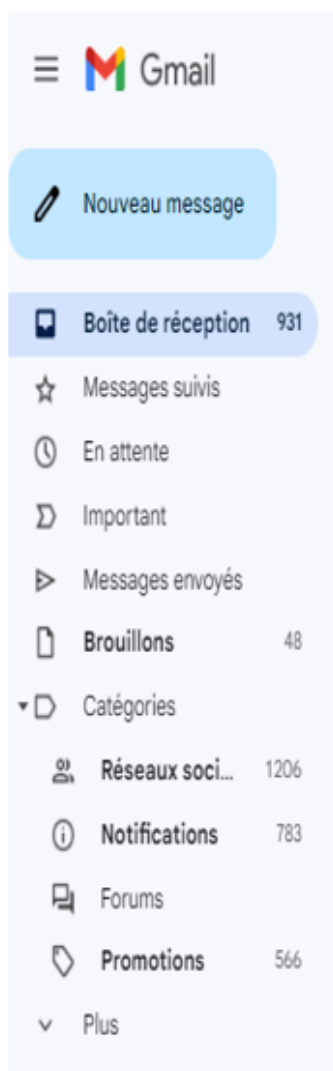 Gmail
Nouveau message
Boîte de réception 931
Messages suivis
En attente
Important
Messages envoyés
Brouillons 48
Catégories
Réseaux soci... 1206
Notifications 783
Forums
Promotions 566
Plus